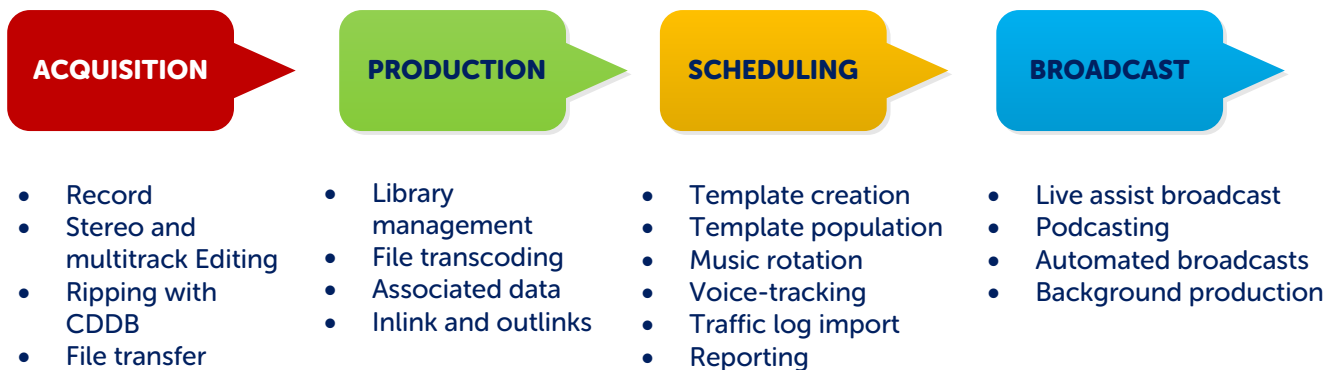 ACQUISITION
PRODUCTION
SCHEDULING
BROADCAST
• Record
• Stereo and
multitrack Editing
• Ripping with
CDDB
• File transfer
• Library
management
• File transcoding
• Associated data
• Inlink and outlinks
• Template creation
• Template population
• Music rotation
• Voice-tracking
• Traffic log import
• Reporting
• Live assist broadcast
• Podcasting
• Automated broadcasts
• Background production